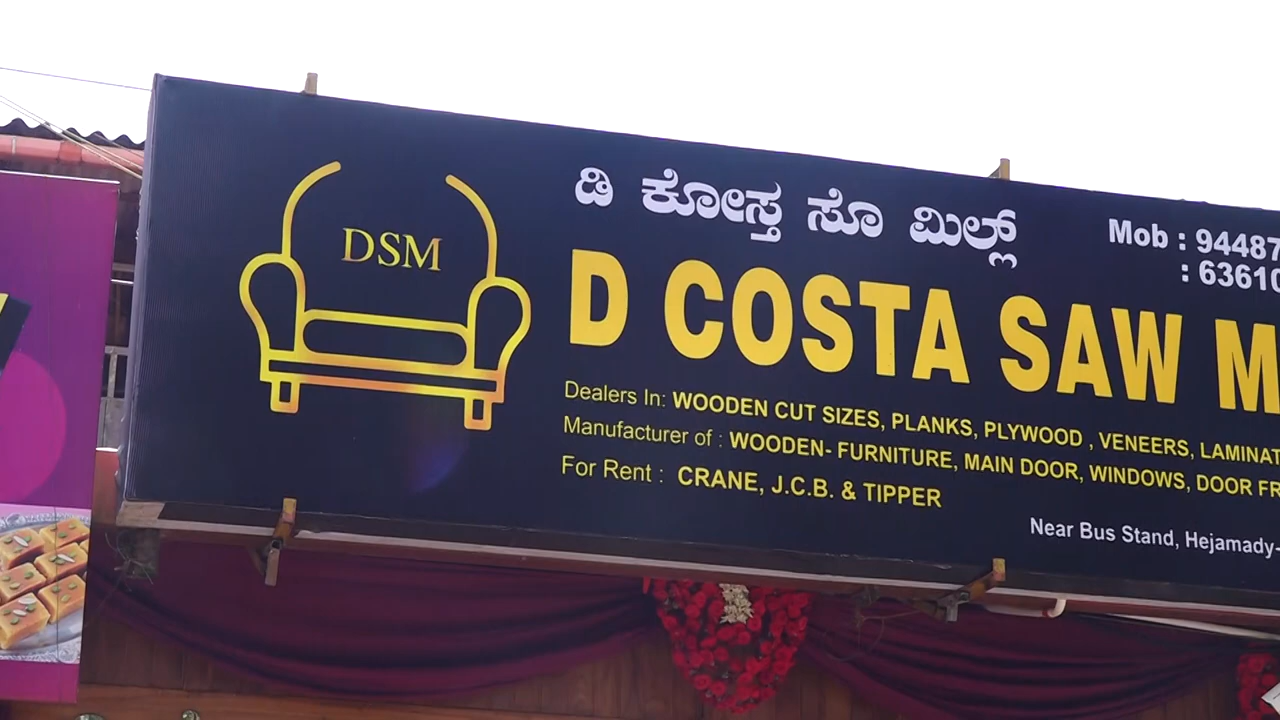 DSM
ಡಿ ಕೋಸ್ತ ಸೊ ಮಿಲ್ಲ್
Mob : 94487
: 63610
D COSTA SAW M
Dealers In: WOODEN CUT SIZES, PLANKS, PLYWOOD , VENEERS, LAMINAT
Manufacturer of : WOODEN- FURNITURE, MAIN DOOR, WINDOWS, DOOR FR
For Rent : CRANE, J.C.B. & TIPPER
Near Bus Stand, Hejamady-